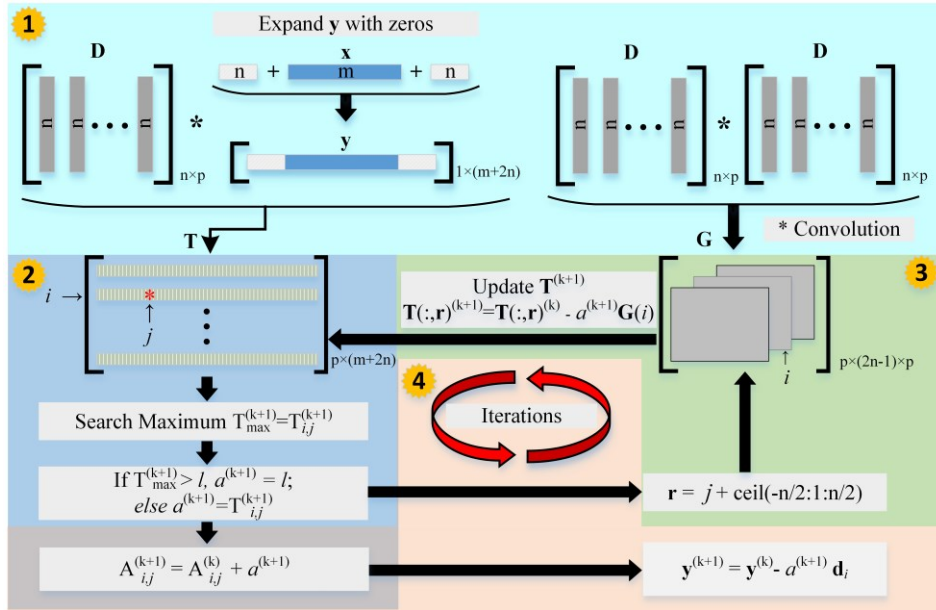 1
Expand y with zeros
D
x
n + m + n
n n • • • n
n×p
*
y
1×(m+2n)
D
n n • • • n
n×p
*
D
n n • • • n
n×p
* Convolution
T
G
2
i →
*
↑
j
p×(m+2n)
Update T^(k+1)
T(:,r)^(k+1)=T(:,r)^(k) - a^(k+1)G(i)
3
↑
i
p×(2n-1)×p
4
Iterations
Search Maximum T_max^(k+1)=T_i,j^(k+1)
If T_max^(k+1)> l, a^(k+1) = l;
else a^(k+1)=T_i,j^(k+1)
r = j + ceil(-n/2:1:n/2)
A_i,j^(k+1) = A_i,j^(k) + a^(k+1)
y^(k+1) = y^(k)- a^(k+1) d_i